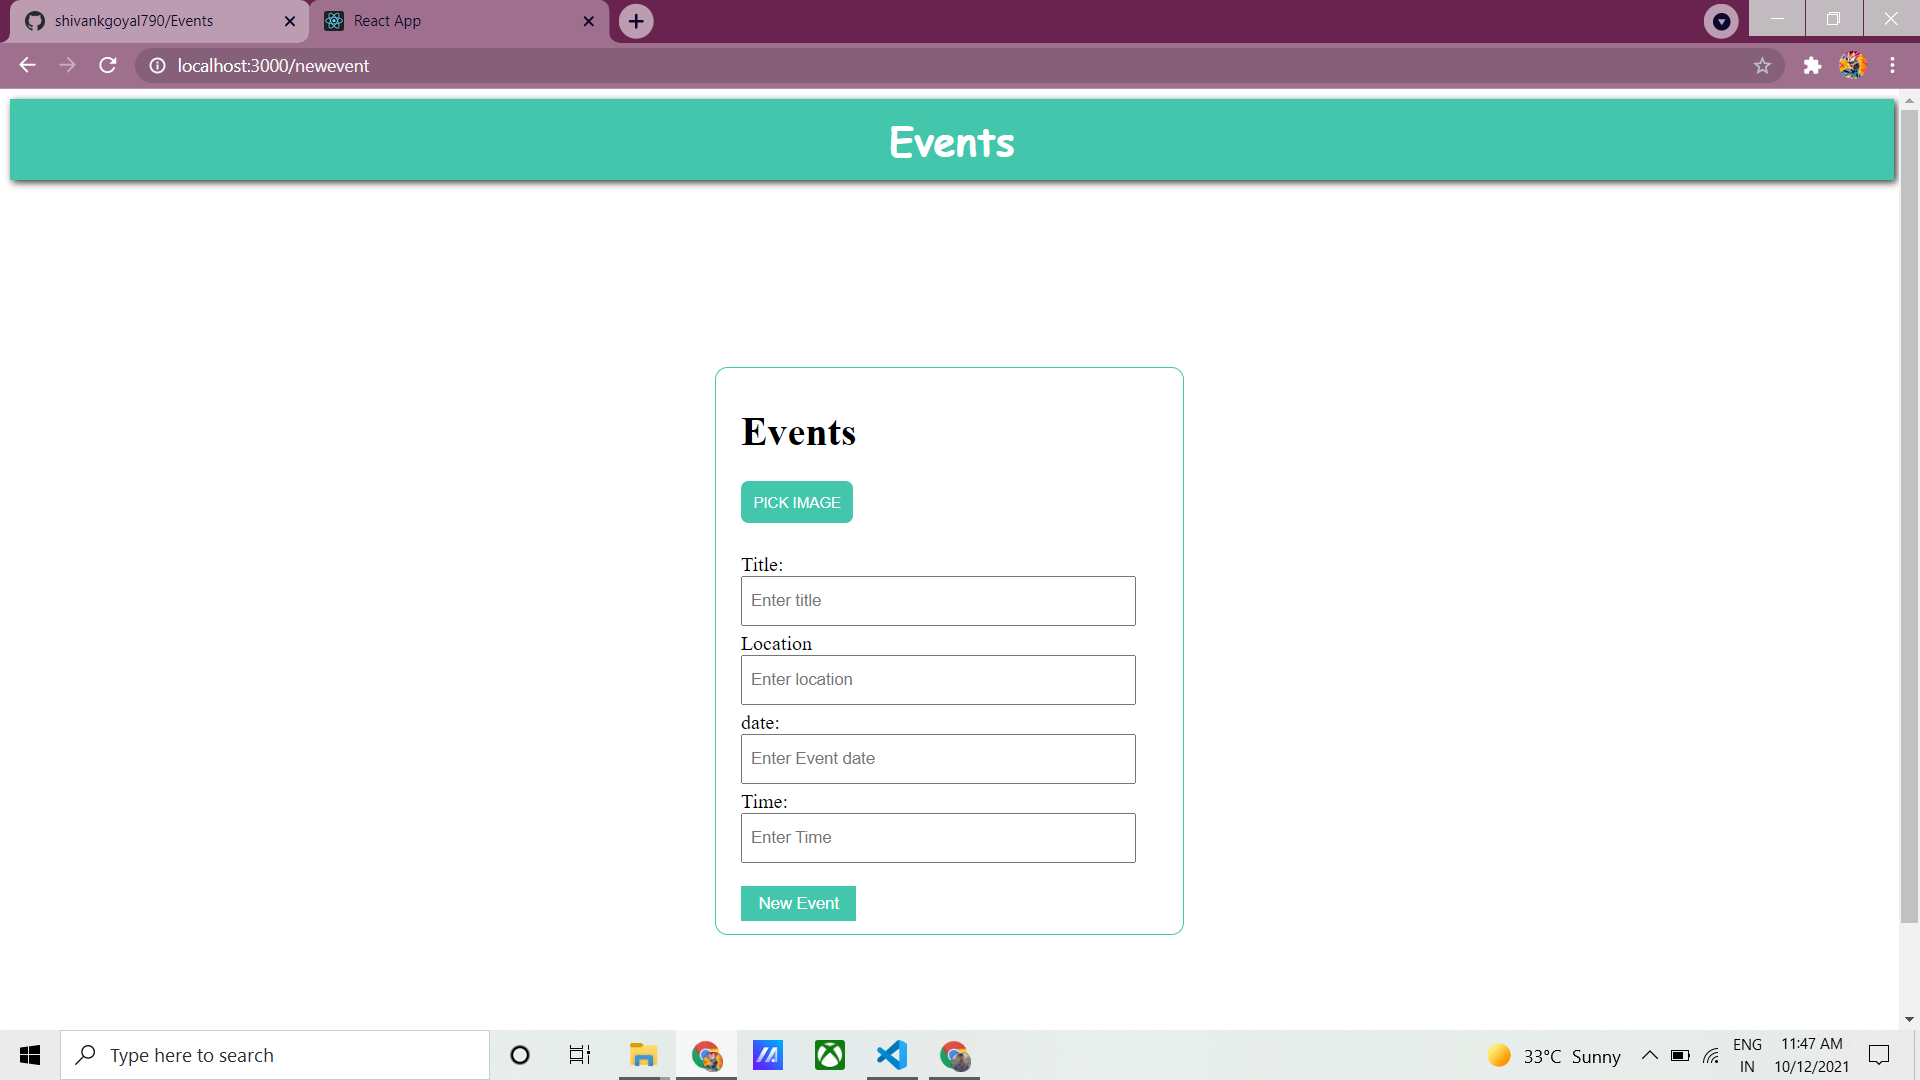 shivankgoyal790/Events
React App
localhost:3000/newevent
Events
Events
PICK IMAGE
Title:
Enter title
Location
Enter location
date:
Enter Event date
Time:
Enter Time
New Event
Type here to search
33°C Sunny
ENG
IN
11:47 AM
10/12/2021